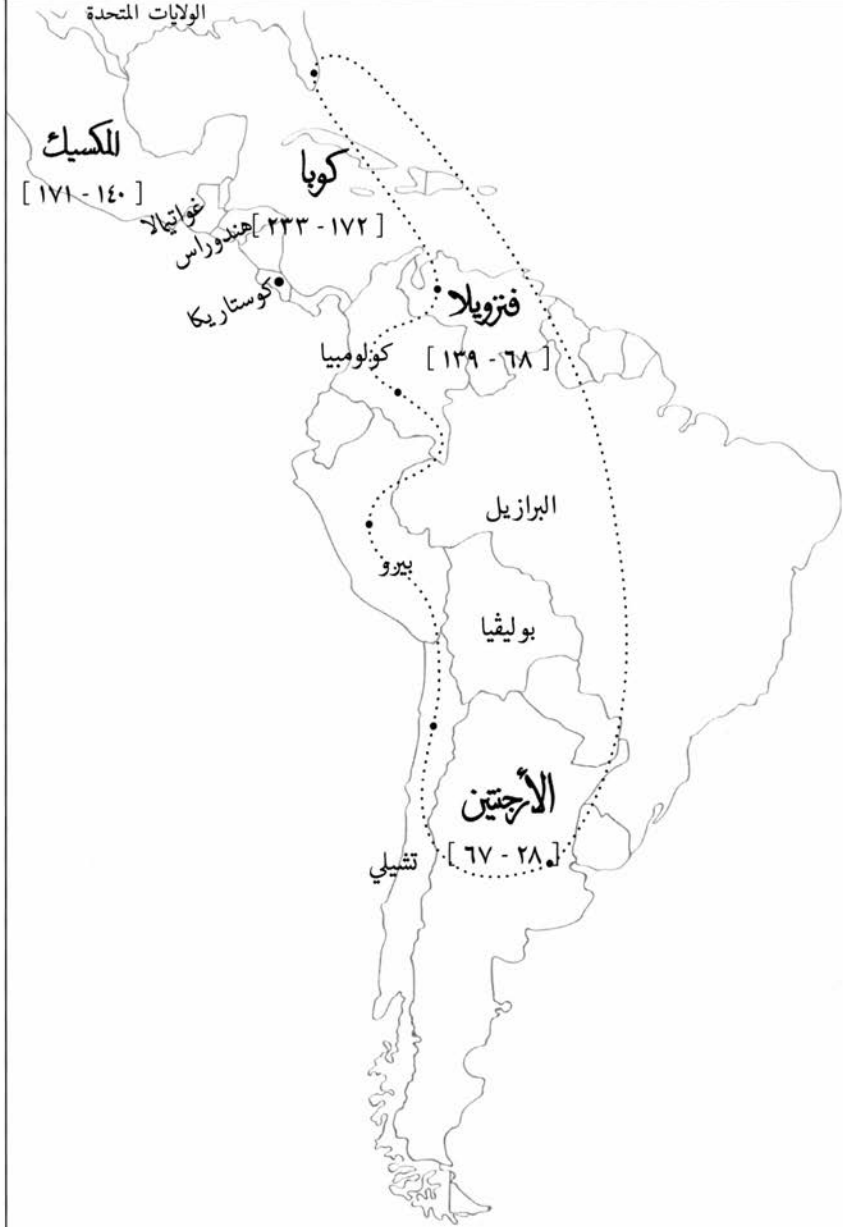 الولايات المتحدة
المكسيك
[ ١٤٠ - ١٧١ ]
كوبا
[ ١٧٢ - ٢٣٣ ]
غواتيمالا
هندوراس
كوستاريكا
فنزويلا
[ ٦٨ - ١٣٩ ]
كولومبيا
البرازيل
بيرو
بوليڤيا
الأرجنتين
[ ٢٨ - ٦٧ ]
تشيلي